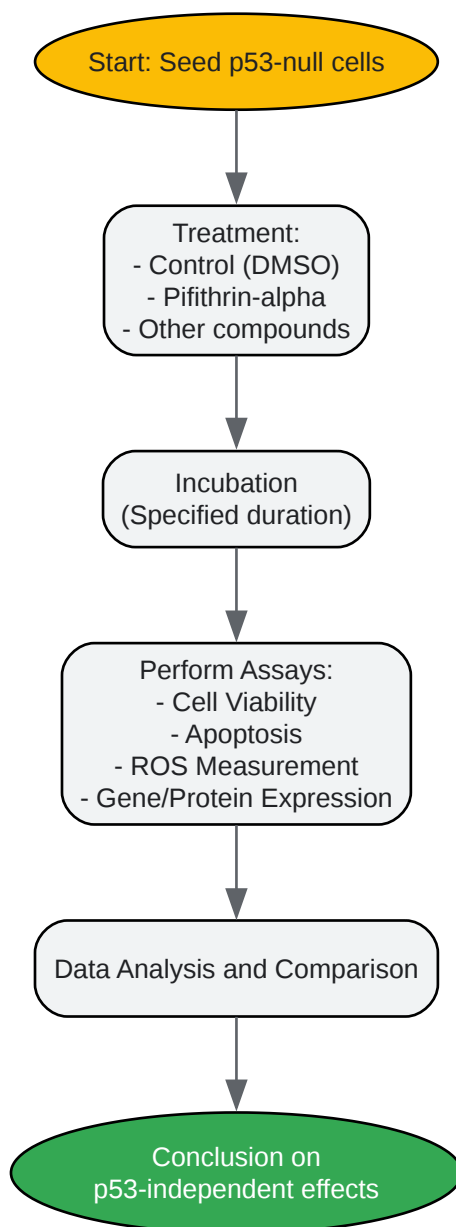 Start: Seed p53-null cells
Treatment:
- Control (DMSO)
- Pifithrin-alpha
- Other compounds
Incubation
(Specified duration)
Perform Assays:
- Cell Viability
- Apoptosis
- ROS Measurement
- Gene/Protein Expression
Data Analysis and Comparison
Conclusion on
p53-independent effects